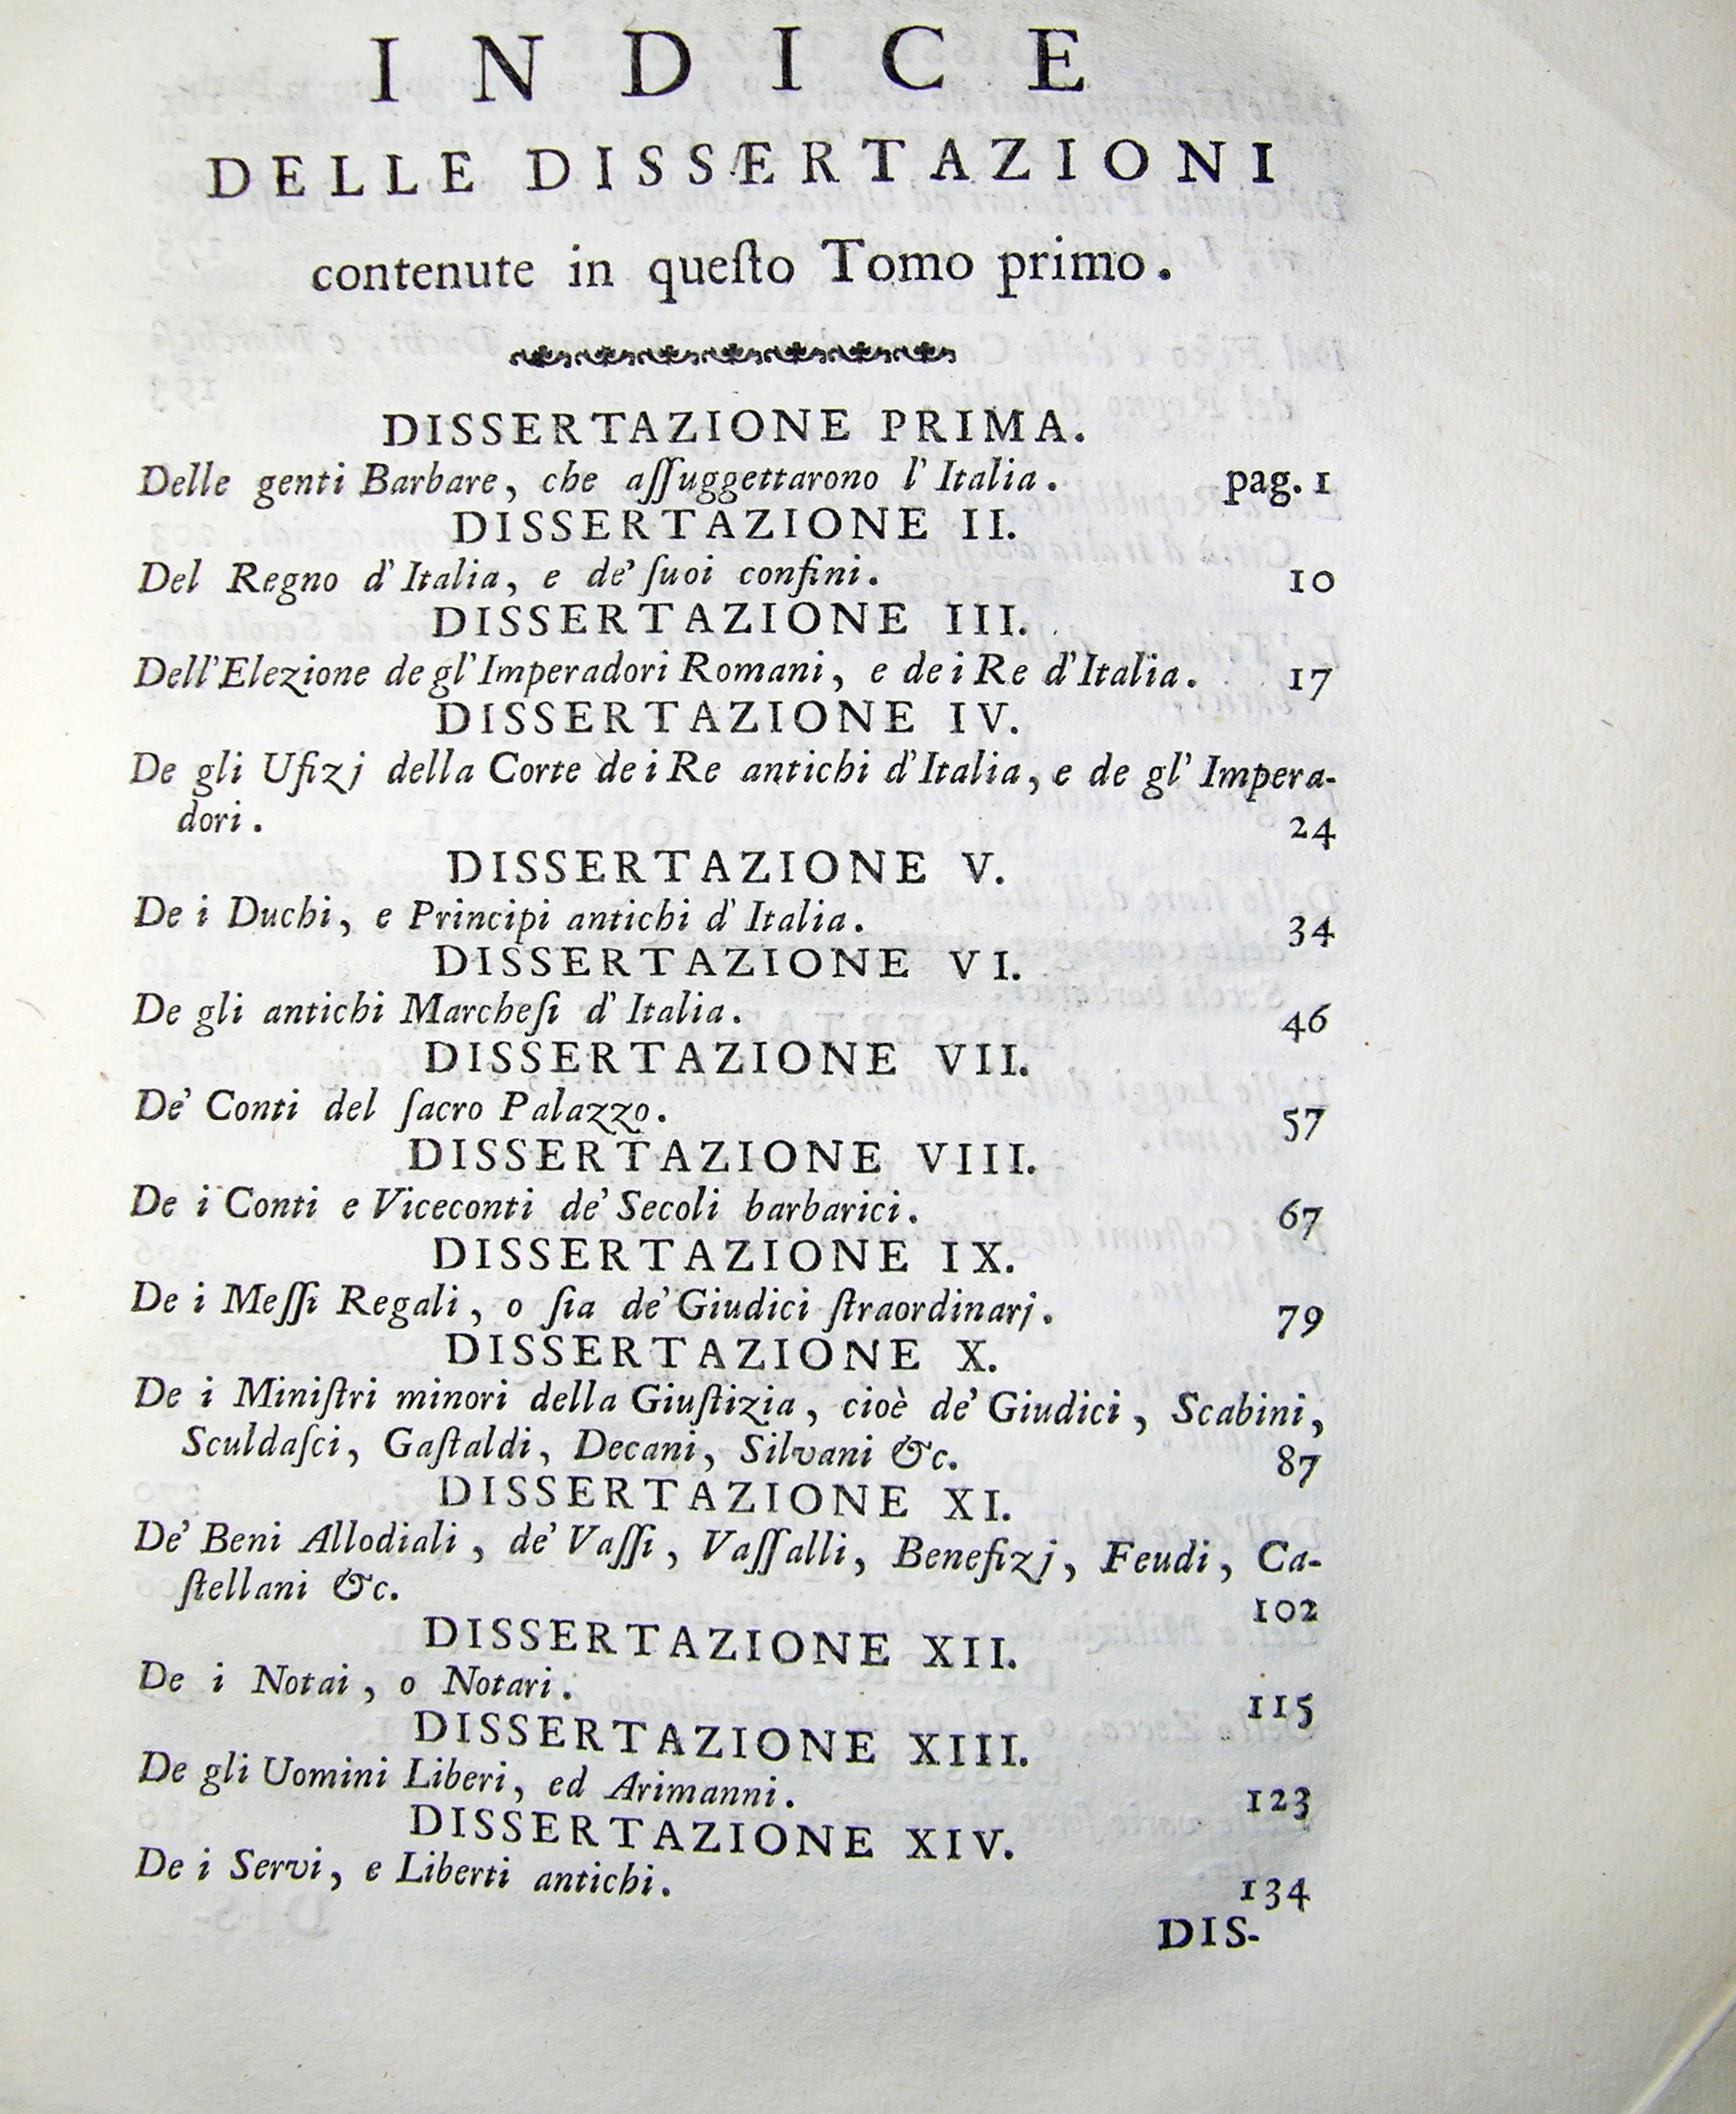 INDICE
DELLE DISSÆRTAZIONI
contenute in queſto Tomo primo.
DISSERTAZIONE PRIMA.
Delle genti Barbare, che aſſuggettarono l' Italia. pag. 1
DISSERTAZIONE II.
Del Regno d' Italia, e de' ſuoi confini. 10
DISSERTAZIONE III.
Dell' Elezione de gl' Imperadori Romani, e de i Re d' Italia. 17
DISSERTAZIONE IV.
De gli Ufizj della Corte de i Re antichi d' Italia, e de gl' Impera-
dori. 24
DISSERTAZIONE V.
De i Duchi, e Principi antichi d' Italia. 34
DISSERTAZIONE VI.
De gli antichi Marcheſi d' Italia. 46
DISSERTAZIONE VII.
De' Conti del ſacro Palazzo. 57
DISSERTAZIONE VIII.
De i Conti e Viceconti de' Secoli barbarici. 67
DISSERTAZIONE IX.
De i Meſſi Regali, o ſia de' Giudici ſtraordinarj. 79
DISSERTAZIONE X.
De i Miniſtri minori della Giuſtizia, cioè de' Giudici, Scabini,
Sculdaſci, Gaſtaldi, Decani, Silvani &c. 87
DISSERTAZIONE XI.
De' Beni Allodiali, de' Vaſſi, Vaſſalli, Benefizj, Feudi, Ca-
ſtellani &c. 102
DISSERTAZIONE XII.
De i Notai, o Notari. 115
DISSERTAZIONE XIII.
De gli Uomini Liberi, ed Arimanni. 123
DISSERTAZIONE XIV.
De i Servi, e Liberti antichi. 134
DIS-